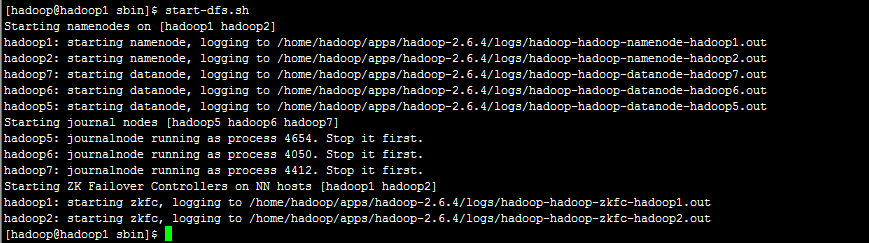 [hadoop@hadoop1 sbin]$ start-dfs.sh
Starting namenodes on [hadoop1 hadoop2]
hadoop1: starting namenode, logging to /home/hadoop/apps/hadoop-2.6.4/logs/hadoop-hadoop-namenode-hadoop1.out
hadoop2: starting namenode, logging to /home/hadoop/apps/hadoop-2.6.4/logs/hadoop-hadoop-namenode-hadoop2.out
hadoop7: starting datanode, logging to /home/hadoop/apps/hadoop-2.6.4/logs/hadoop-hadoop-datanode-hadoop7.out
hadoop6: starting datanode, logging to /home/hadoop/apps/hadoop-2.6.4/logs/hadoop-hadoop-datanode-hadoop6.out
hadoop5: starting datanode, logging to /home/hadoop/apps/hadoop-2.6.4/logs/hadoop-hadoop-datanode-hadoop5.out
Starting journal nodes [hadoop5 hadoop6 hadoop7]
hadoop5: journalnode running as process 4654. Stop it first.
hadoop6: journalnode running as process 4050. Stop it first.
hadoop7: journalnode running as process 4412. Stop it first.
Starting ZK Failover Controllers on NN hosts [hadoop1 hadoop2]
hadoop1: starting zkfc, logging to /home/hadoop/apps/hadoop-2.6.4/logs/hadoop-hadoop-zkfc-hadoop1.out
hadoop2: starting zkfc, logging to /home/hadoop/apps/hadoop-2.6.4/logs/hadoop-hadoop-zkfc-hadoop2.out
[hadoop@hadoop1 sbin]$